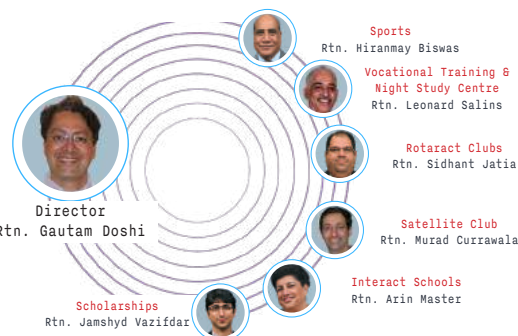 Sports
Rtn. Hiranmay Biswas
Vocational Training &
Night Study Centre
Rtn. Leonard Salins
Rotaract Clubs
Rtn. Sidhant Jatia
Director
Rtn. Gautam Doshi
Satellite Club
Rtn. Murad Currawala
Interact Schools
Rtn. Arin Master
Scholarships
Rtn. Jamshyd Vazifdar